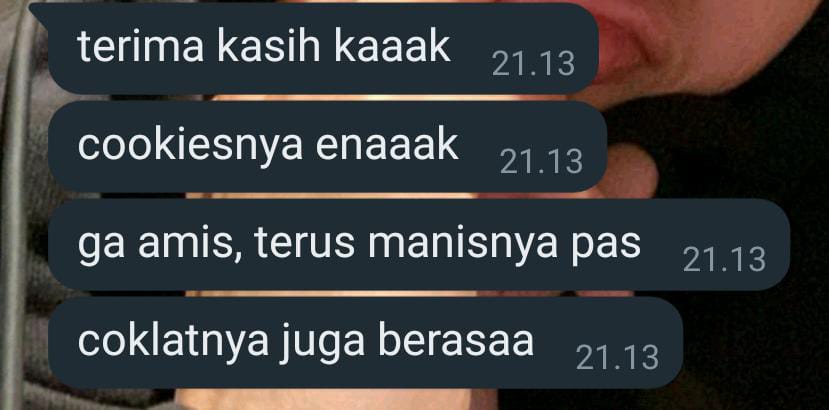 terima kasih kaaak 21.13
cookiesnya enaaak 21.13
ga amis, terus manisnya pas 21.13
coklatnya juga berasaa 21.13